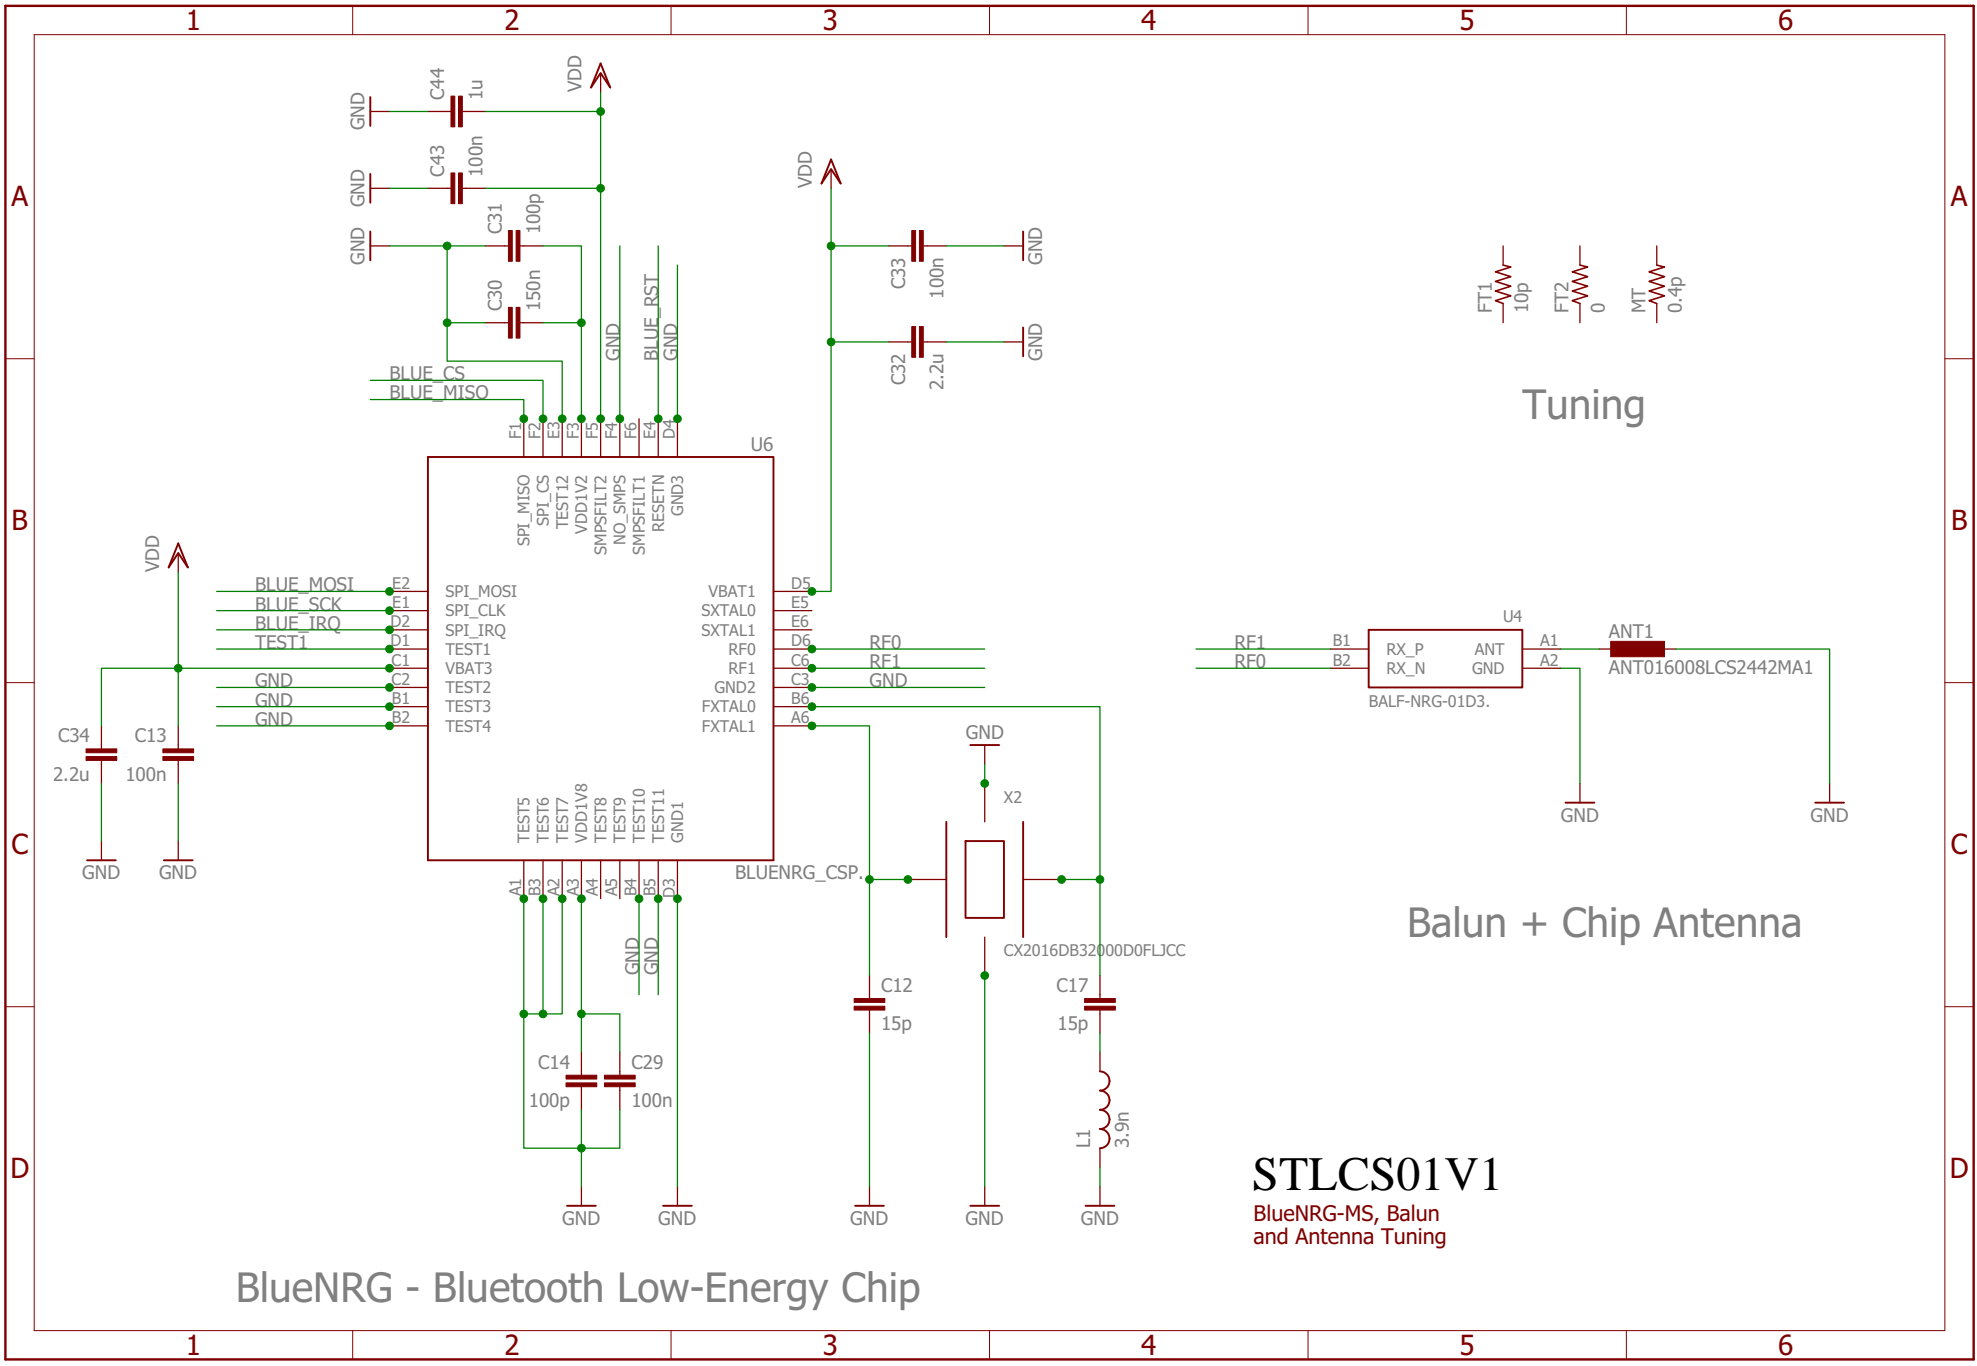 1 2 3 4 5 6
A
B
C
D
A
B
C
D
1 2 3 4 5 6
VDD
GND
C44
1u
GND
C43
100n
GND
C31
100p
C30
150n
GND
BLUE_RST
GND
BLUE_CS
BLUE_MISO
F1 F2 E3 F3 F5 F4 F6 E4 D4
U6
SPI_MISO
SPI_CS
TEST12
VDD1V2
SMPSFILT2
NO_SMPS
SMPSFILT1
RESETN
GND3
VDD
C33
100n
GND
C32
2.2u
GND
FT1
10p
FT2
0
MT
0.4p
Tuning
VDD
BLUE_MOSI E2 SPI_MOSI
BLUE_SCK E1 SPI_CLK
BLUE_IRQ D2 SPI_IRQ
TEST1 D1 TEST1
C1 VBAT3
GND C2 TEST2
GND B1 TEST3
GND B2 TEST4
VBAT1 D5
SXTAL0 E5
SXTAL1 E6
RF0 D6 RF0
RF1 C6 RF1
GND2 C3 GND
FXTAL0 B6
FXTAL1 A6
C34
2.2u
GND
C13
100n
GND
TEST5
TEST6
TEST7
VDD1V8
TEST8
TEST9
TEST10
TEST11
GND1
A1 B3 A2 A3 A4 A5 B4 B5 D3
BLUENRG_CSP.
GND
GND
C14
100p
C29
100n
GND
GND
GND
X2
CX2016DB32000D0FLJCC
C12
15p
C17
15p
L1
3.9n
GND
GND
GND
U4
RF1 B1 RX_P ANT A1
RF0 B2 RX_N GND A2
BALF-NRG-01D3.
ANT1
ANT016008LCS2442MA1
GND
GND
Balun + Chip Antenna
STLCS01V1
BlueNRG-MS, Balun
and Antenna Tuning
BlueNRG - Bluetooth Low-Energy Chip